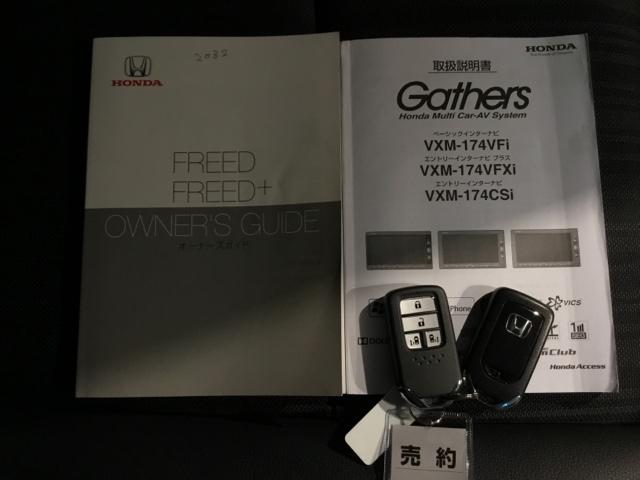 2032
HONDA
FREED
FREED+
OWNER'S GUIDE
オーナーズガイド
HONDA
取扱説明書
Gathers
Honda Multi Car-AV System
ベーシックインターナビ
VXM-174VFi
エントリーインターナビ プラス
VXM-174VFXi
エントリーインターナビ
VXM-174CSi
Phone
VICS
DOLBY
Club
Honda Access
売約